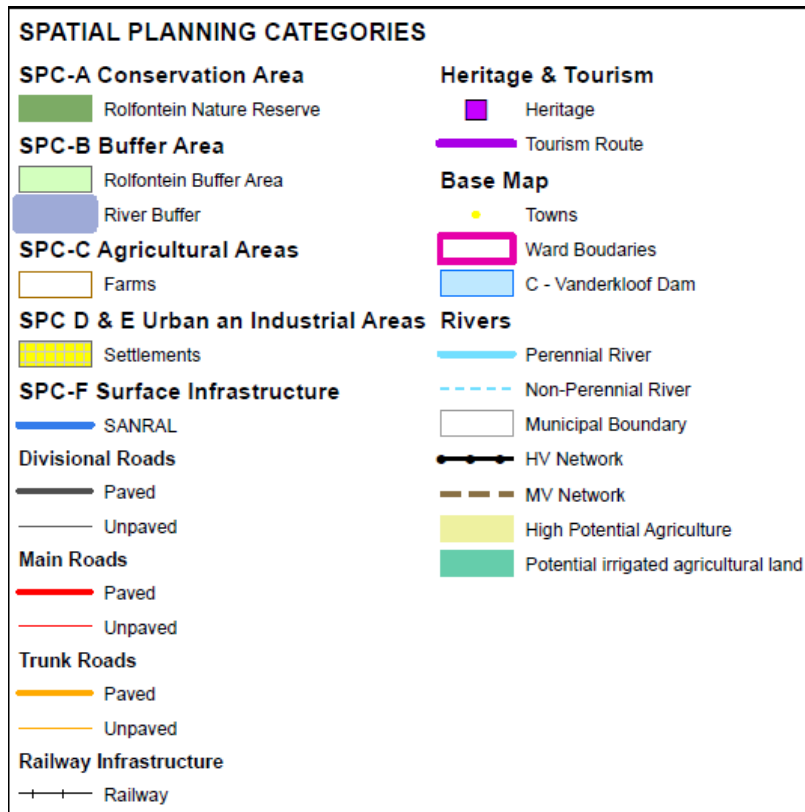 SPATIAL PLANNING CATEGORIES
SPC-A Conservation Area
Rolfontein Nature Reserve
SPC-B Buffer Area
Rolfontein Buffer Area
River Buffer
SPC-C Agricultural Areas
Farms
SPC D & E Urban an Industrial Areas
Settlements
SPC-F Surface Infrastructure
SANRAL
Divisional Roads
Paved
Unpaved
Main Roads
Paved
Unpaved
Trunk Roads
Paved
Unpaved
Railway Infrastructure
Railway
Heritage & Tourism
Heritage
Tourism Route
Base Map
Towns
Ward Boudaries
C - Vanderkloof Dam
Rivers
Perennial River
Non-Perennial River
Municipal Boundary
HV Network
MV Network
High Potential Agriculture
Potential irrigated agricultural land